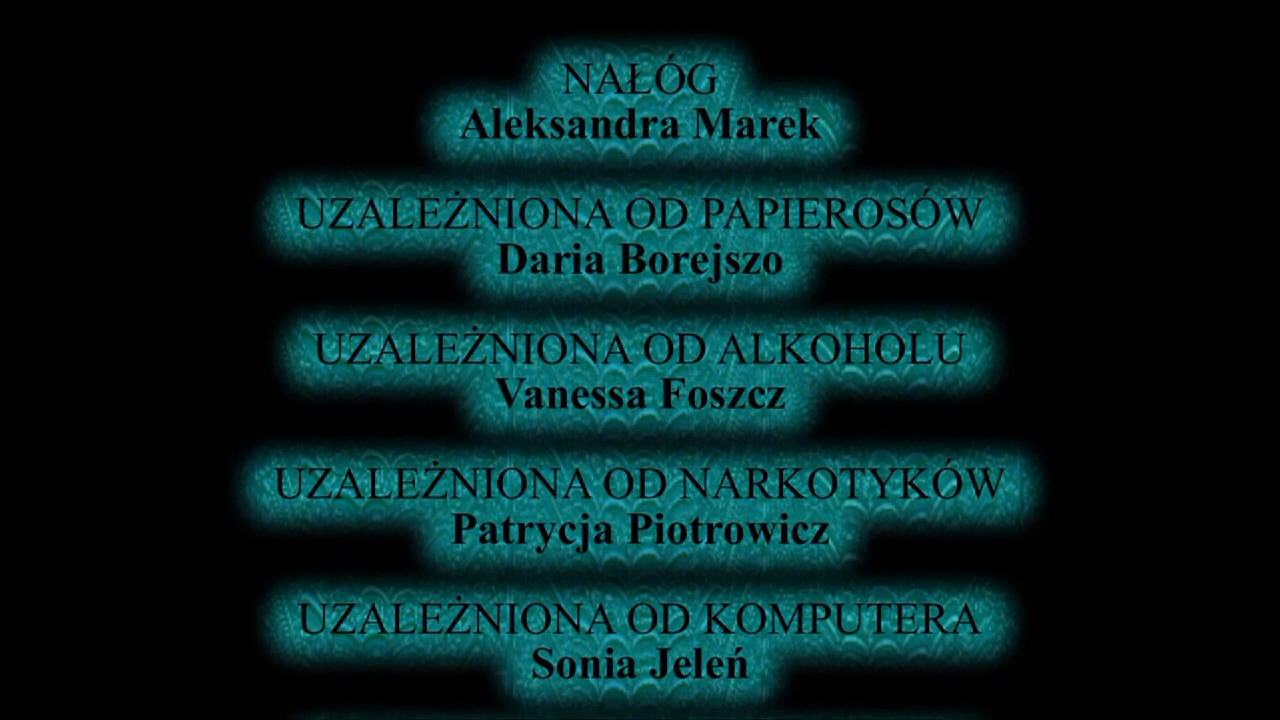 NAŁÓG
Aleksandra Marek
UZALEŻNIONA OD PAPIEROSÓW
Daria Borejszo
UZALEŻNIONA OD ALKOHOLU
Vanessa Foszcz
UZALEŻNIONA OD NARKOTYKÓW
Patrycja Piotrowicz
UZALEŻNIONA OD KOMPUTERA
Sonia Jeleń